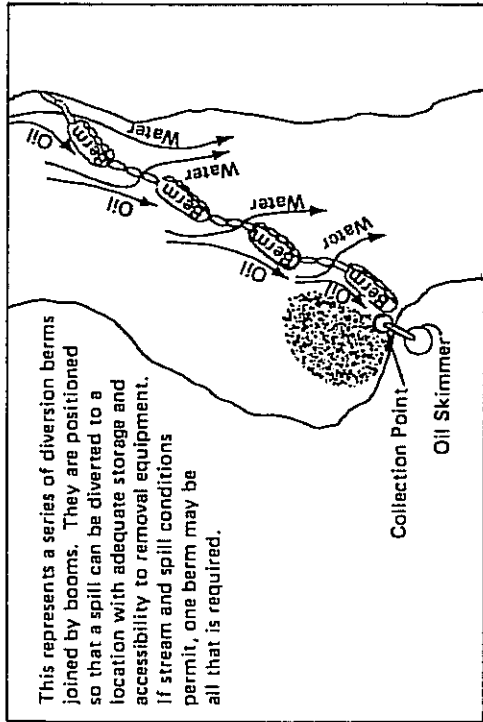 This represents a series of diversion berms
joined by booms. They are positioned
so that a spill can be diverted to a
location with adequate storage and
accessibility to removal equipment.
If stream and spill conditions
permit, one berm may be
all that is required.
Oil
Berm
Water
Oil
Berm
Water
Oil
Berm
Water
Oil
Berm
Water
Collection Point
Oil Skimmer